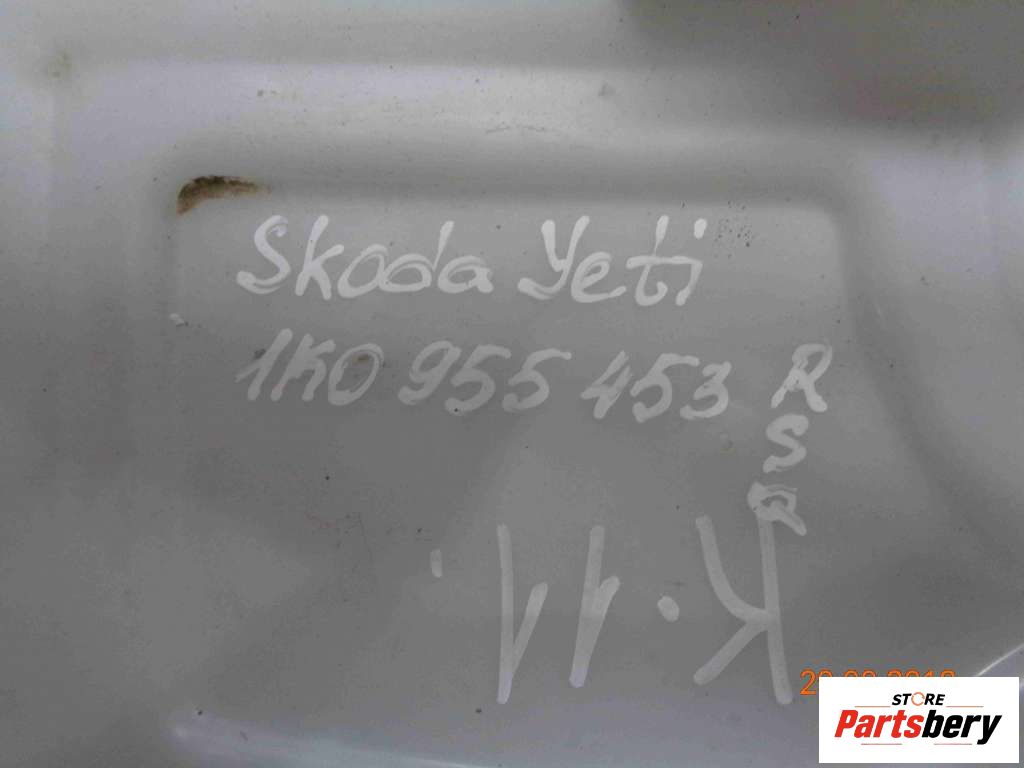 Skoda Yeti
1K0 955 453 R
S
Q
K.11.
STORE
Partsbery